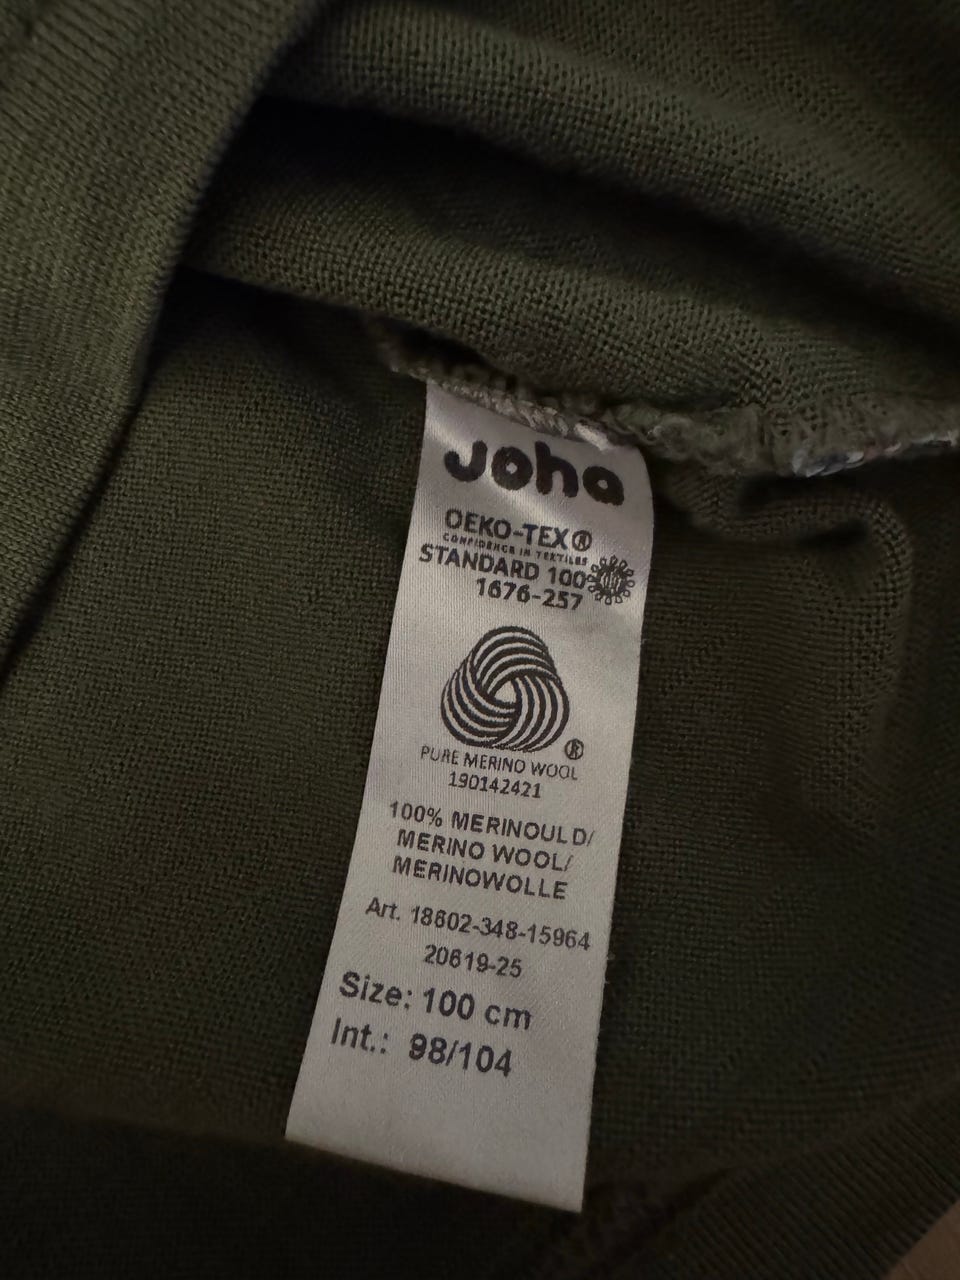 Joha
OEKO-TEX®
CONFIDENCE IN TEXTILES
STANDARD 100
1676-257
®
PURE MERINO WOOL
190142421
100% MERINOULD/
MERINO WOOL/
MERINOWOLLE
Art. 18602-348-15964
20619-25
Size: 100 cm
Int.: 98/104